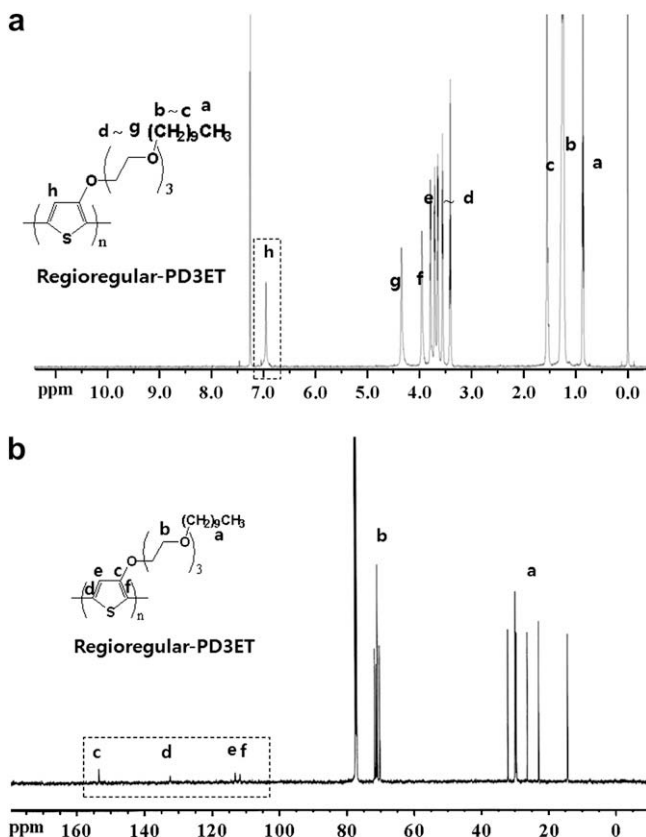 a
b ~ c a
d ~ g (CH2)9CH3
O
O
3
h
S
n
Regioregular-PD3ET
h
g
f
e
~ d
c
b
a
ppm 10.0 9.0 8.0 7.0 6.0 5.0 4.0 3.0 2.0 1.0 0.0
b
(CH2)9CH3
b O a
O
3
e c
d f
S
n
Regioregular-PD3ET
b
a
c d e f
ppm 160 140 120 100 80 60 40 20 0